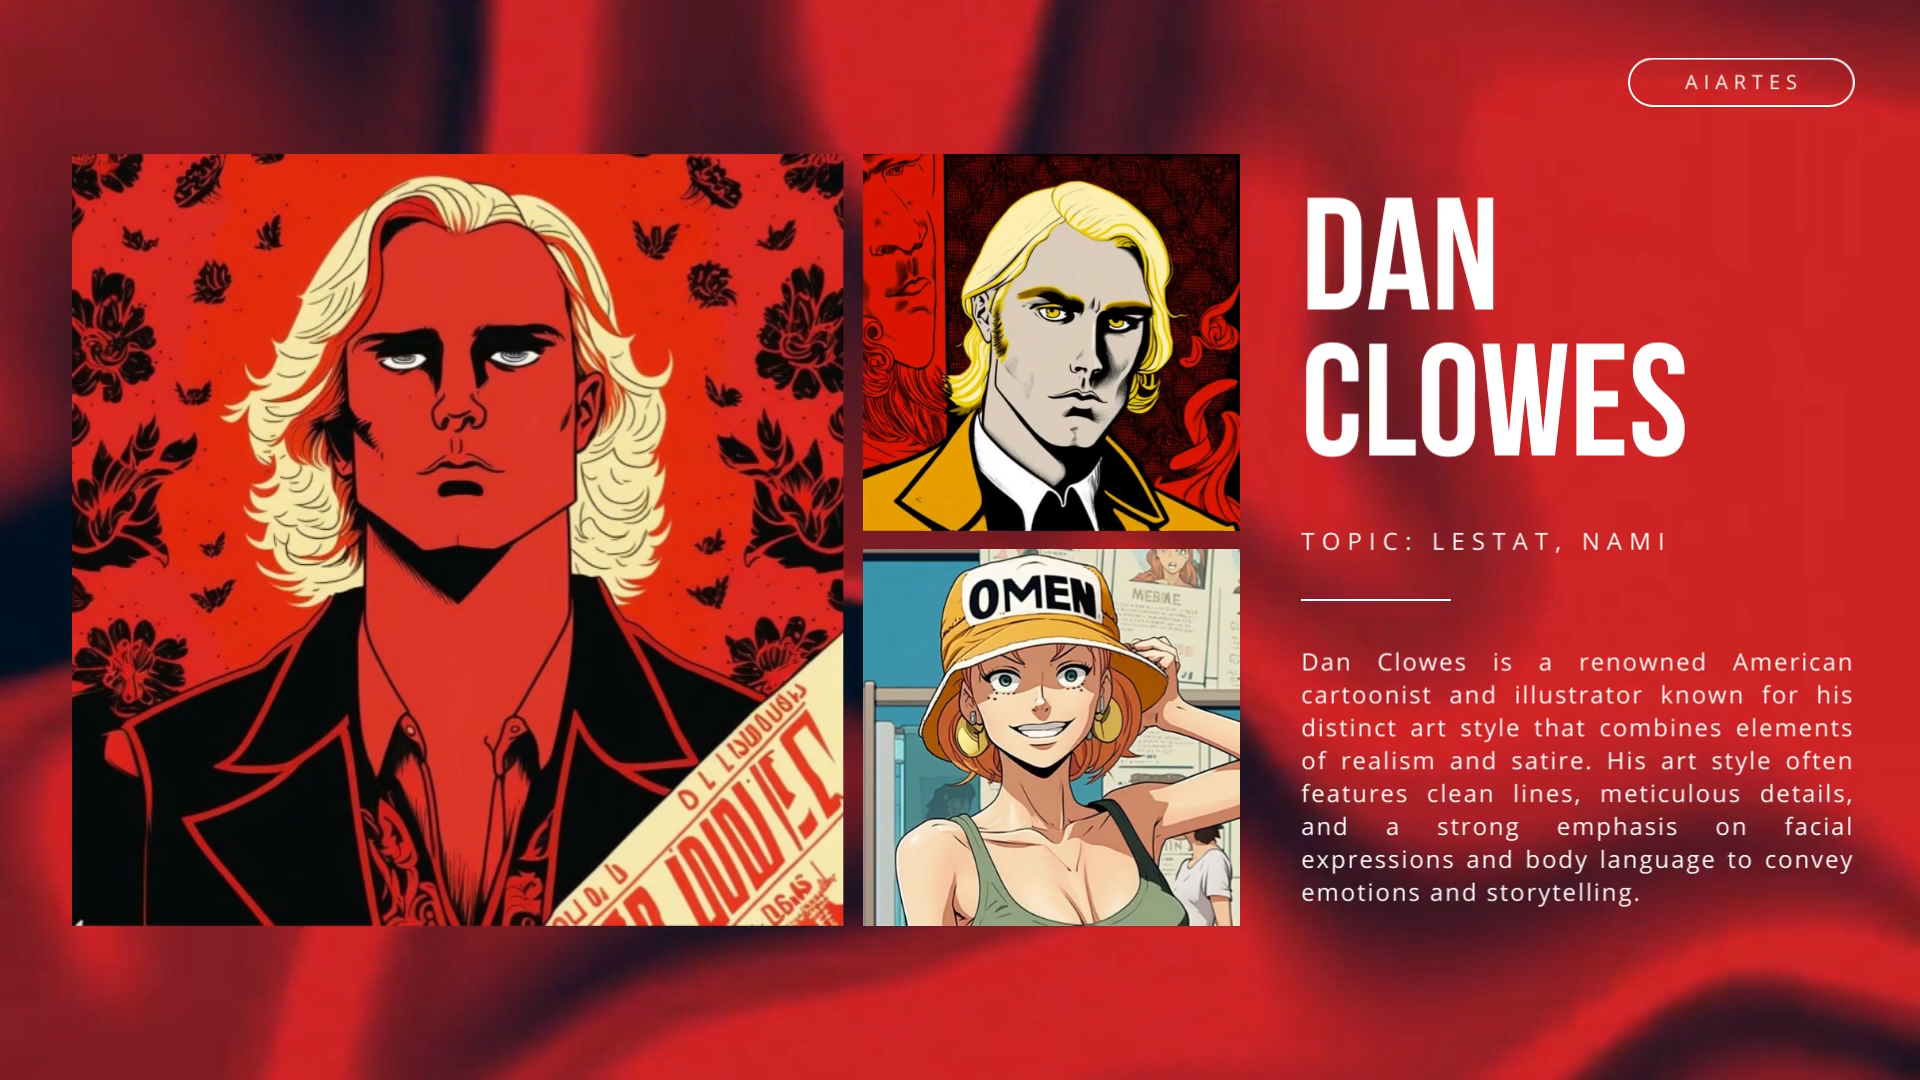 AIARTES
OMEN
DAN
CLOWES
TOPIC: LESTAT, NAMI
Dan Clowes is a renowned American
cartoonist and illustrator known for his
distinct art style that combines elements
of realism and satire. His art style often
features clean lines, meticulous details,
and a strong emphasis on facial
expressions and body language to convey
emotions and storytelling.